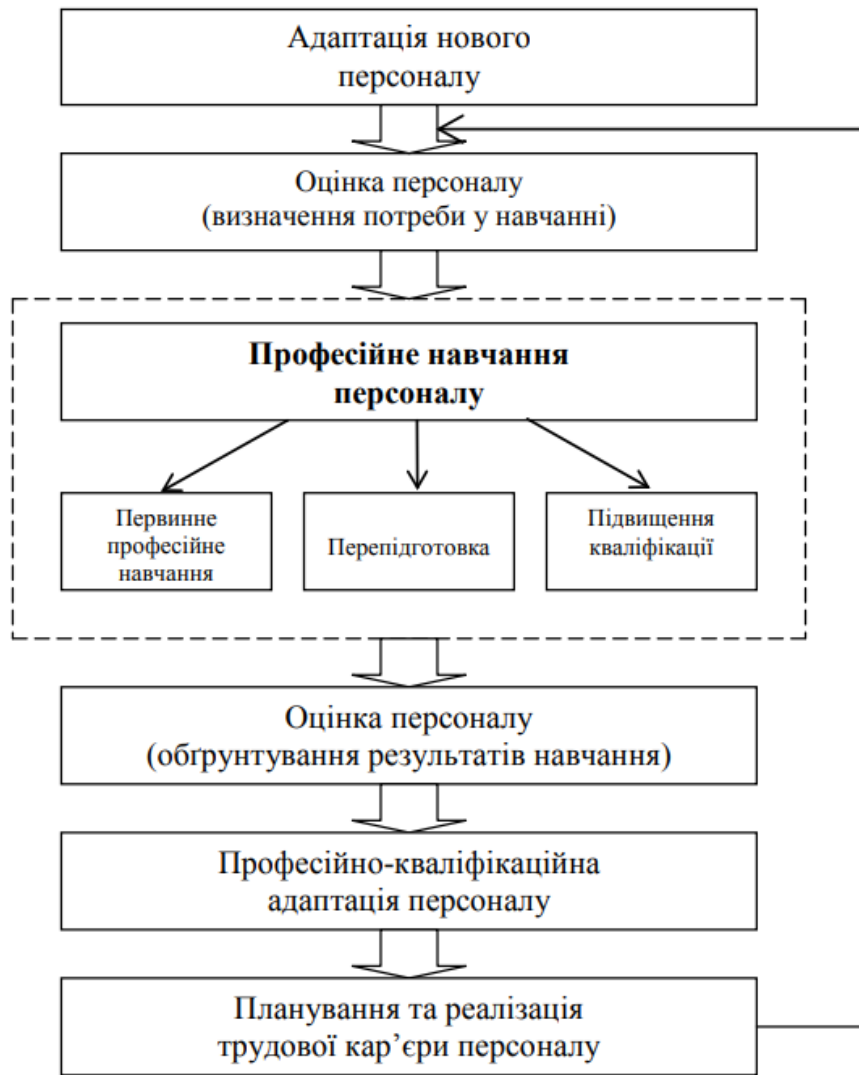 Адаптація нового
персоналу
Оцінка персоналу
(визначення потреби у навчанні)
Професійне навчання
персоналу
Первинне
професійне
навчання
Перепідготовка
Підвищення
кваліфікації
Оцінка персоналу
(обґрунтування результатів навчання)
Професійно-кваліфікаційна
адаптація персоналу
Планування та реалізація
трудової кар’єри персоналу